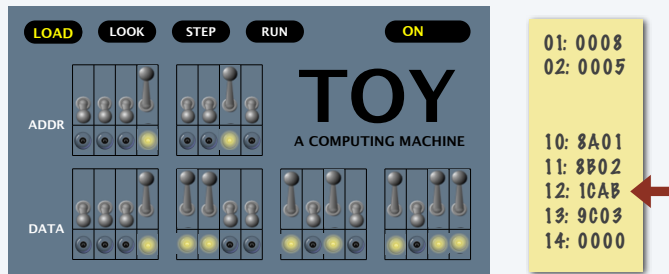 LOAD LOOK STEP RUN ON
ADDR
TOY
A COMPUTING MACHINE
DATA
01: 0008
02: 0005
10: 8A01
11: 8B02
12: 1CAB
13: 9C03
14: 0000